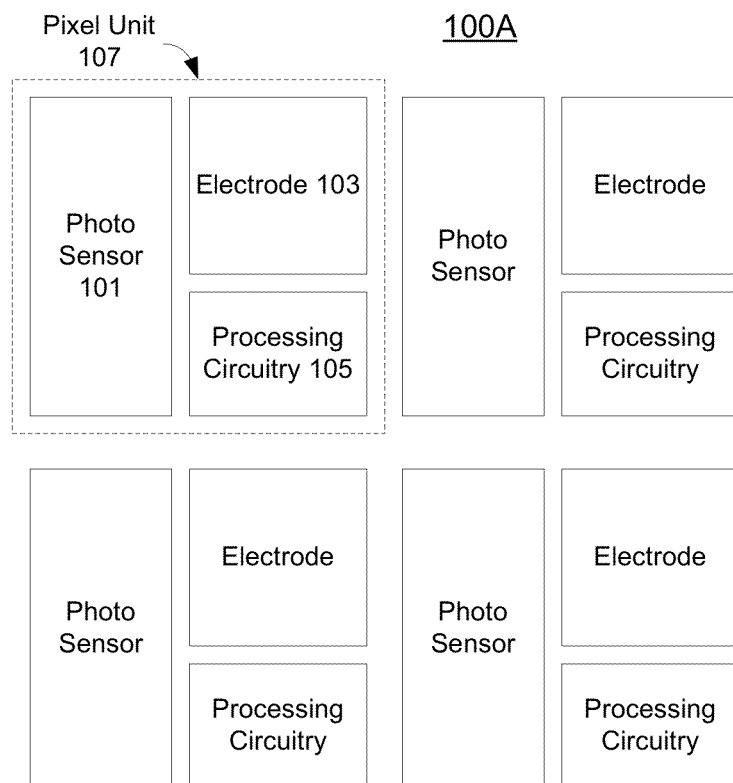 Pixel Unit
107
100A
Photo
Sensor
101
Electrode 103
Processing
Circuitry 105
Photo
Sensor
Electrode
Processing
Circuitry
Photo
Sensor
Electrode
Processing
Circuitry
Photo
Sensor
Electrode
Processing
Circuitry